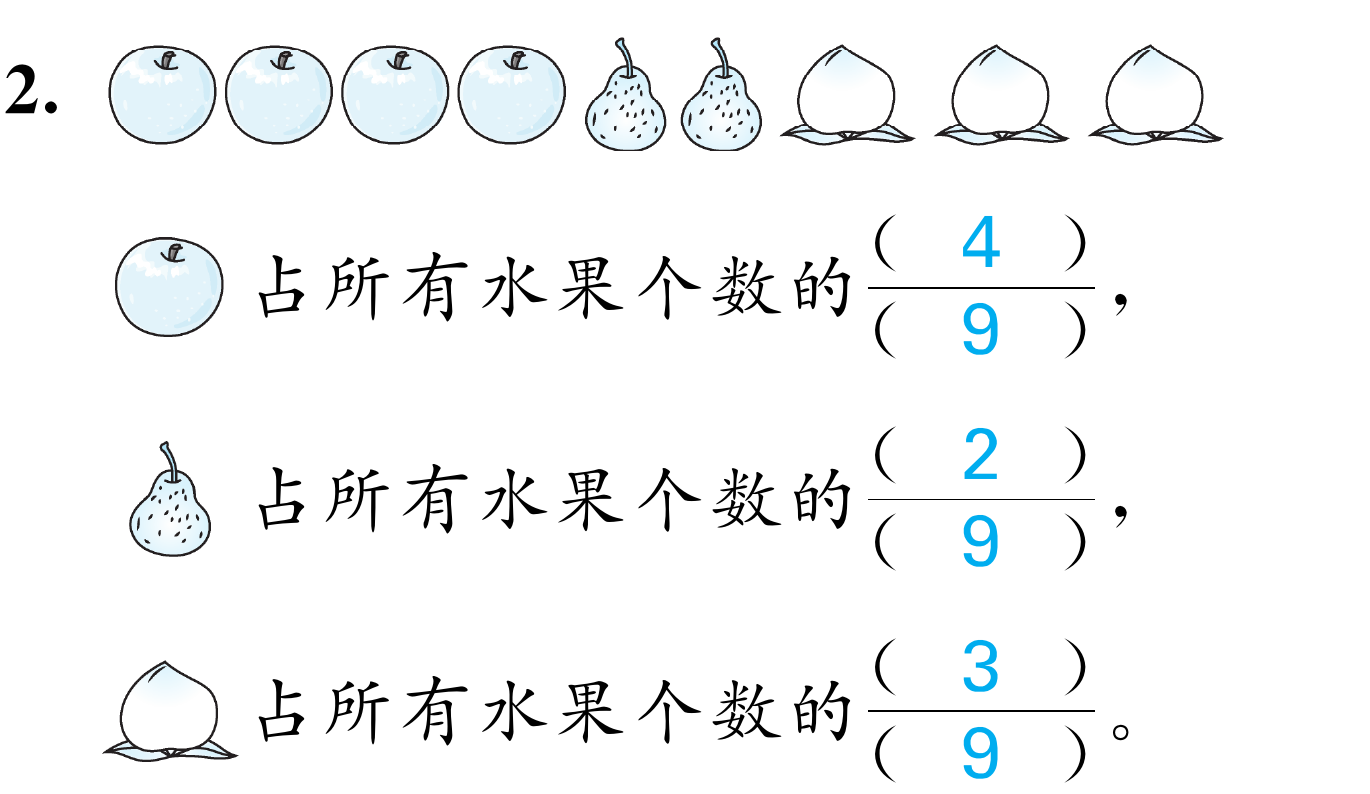 2.
占所有水果个数的( 4 )/( 9 )，
占所有水果个数的( 2 )/( 9 )，
占所有水果个数的( 3 )/( 9 )。